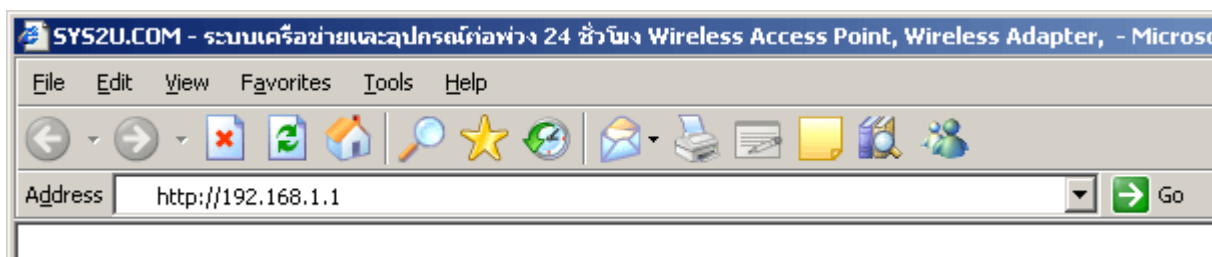 SYS2U.COM - ระบบเครือข่ายและอุปกรณ์ต่อพ่วง 24 ชั่วโมง Wireless Access Point, Wireless Adapter, - Microso
File Edit View Favorites Tools Help
Address http://192.168.1.1 Go